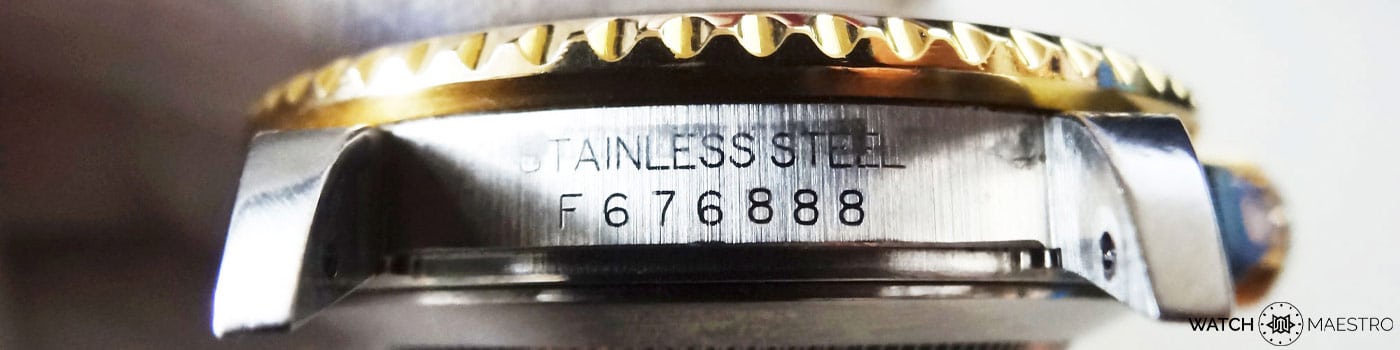 STAINLESS STEEL
F676888
WATCH MAESTRO